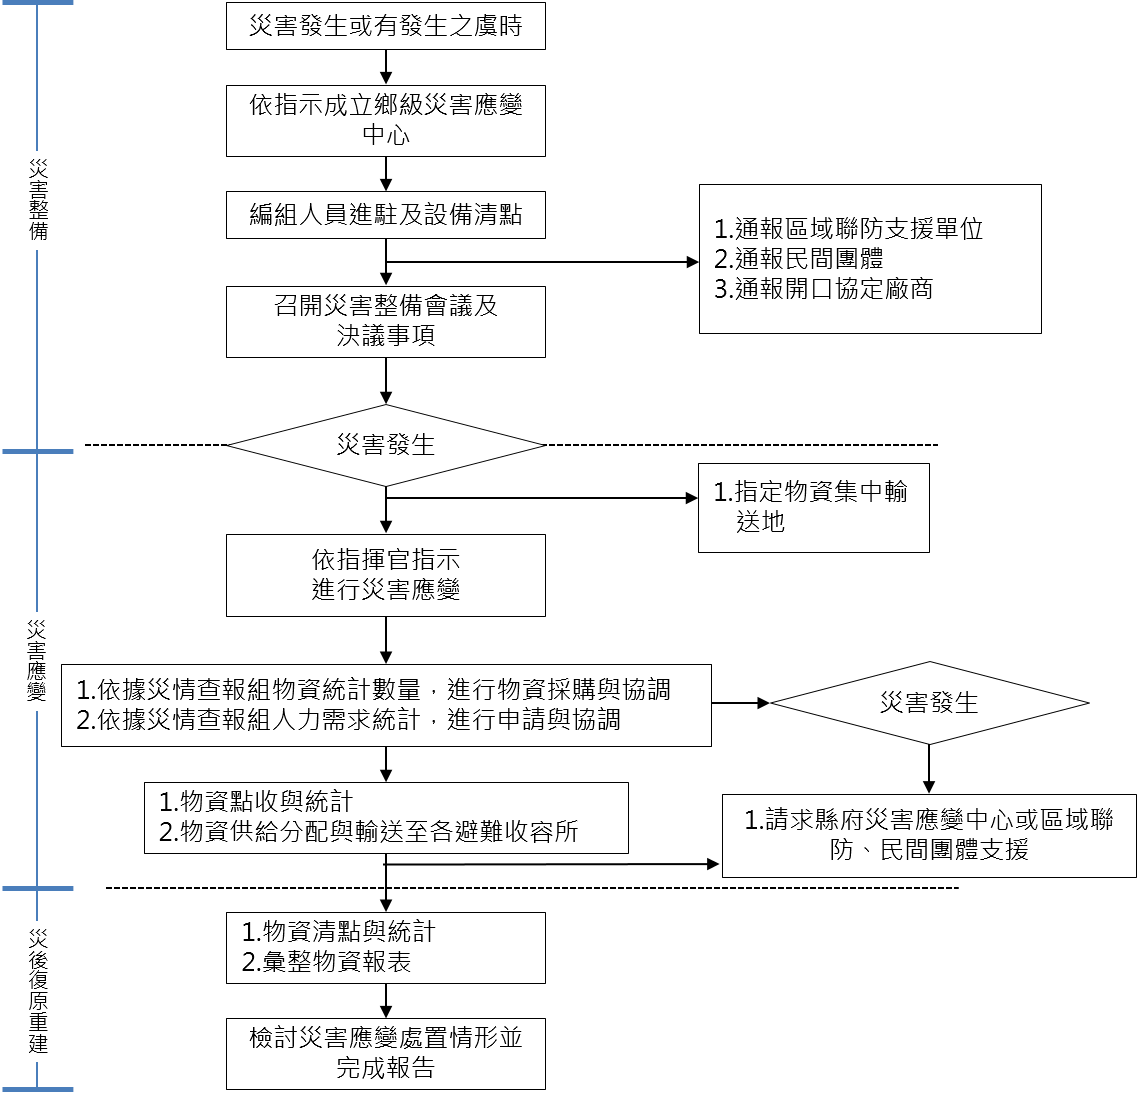 災害發生或有發生之虞時
依指示成立鄉級災害應變
中心
災害整備
編組人員進駐及設備清點
1.通報區域聯防支援單位
2.通報民間團體
3.通報開口協定廠商
召開災害整備會議及
決議事項
災害發生
1.指定物資集中輸
送地
依指揮官指示
進行災害應變
災害應變
1.依據災情查報組物資統計數量，進行物資採購與協調
2.依據災情查報組人力需求統計，進行申請與協調
災害發生
1.物資點收與統計
2.物資供給分配與輸送至各避難收容所
1.請求縣府災害應變中心或區域聯
防、民間團體支援
災後復原重建
1.物資清點與統計
2.彙整物資報表
檢討災害應變處置情形並
完成報告